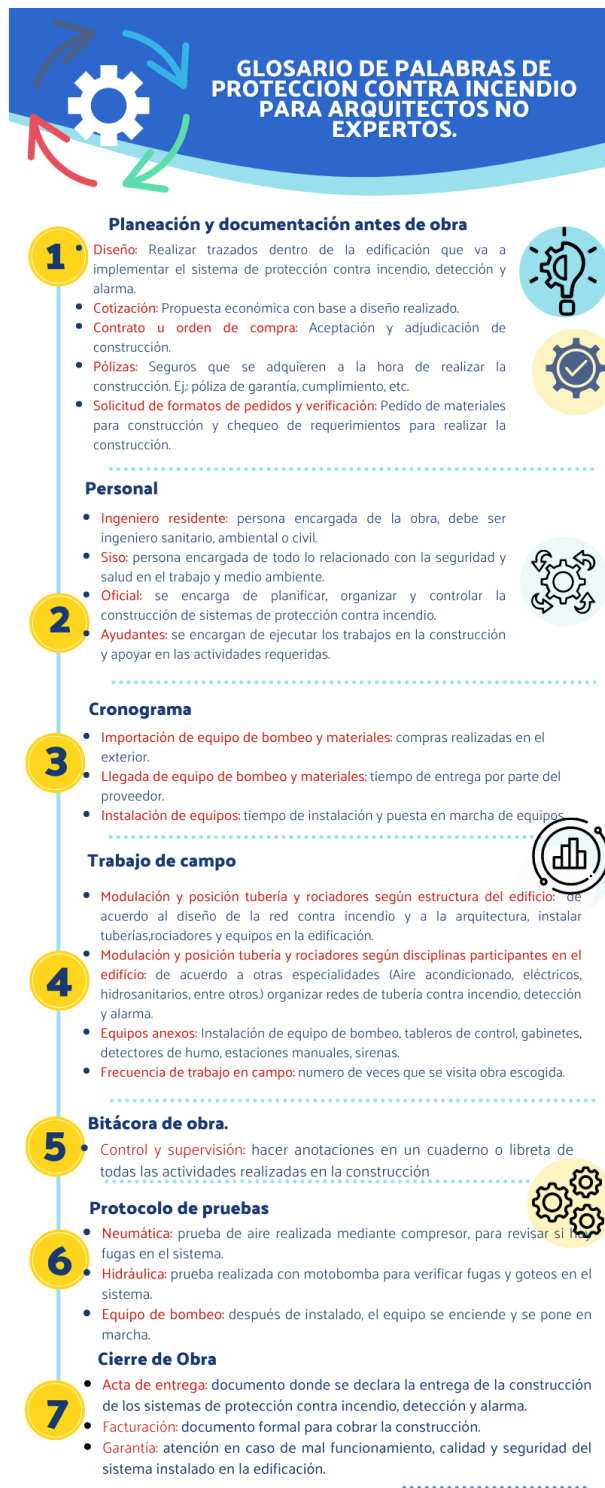 GLOSARIO DE PALABRAS DE
PROTECCION CONTRA INCENDIO
PARA ARQUITECTOS NO
EXPERTOS.
Planeación y documentación antes de obra
1
Diseño: Realizar trazados dentro de la edificación que va a
implementar el sistema de protección contra incendio, detección y
alarma.
Cotización: Propuesta económica con base a diseño realizado.
Contrato u orden de compra: Aceptación y adjudicación de
construcción.
Pólizas: Seguros que se adquieren a la hora de realizar la
construcción. Ej.: póliza de garantía, cumplimiento, etc.
Solicitud de formatos de pedidos y verificación: Pedido de materiales
para construcción y chequeo de requerimientos para realizar la
construcción.
Personal
Ingeniero residente: persona encargada de la obra, debe ser
ingeniero sanitario, ambiental o civil.
Siso: persona encargada de todo lo relacionado con la seguridad y
salud en el trabajo y medio ambiente.
Oficial: se encarga de planificar, organizar y controlar la
construcción de sistemas de protección contra incendio.
2
Ayudantes: se encargan de ejecutar los trabajos en la construcción
y apoyar en las actividades requeridas.
Cronograma
3
Importación de equipo de bombeo y materiales: compras realizadas en el
exterior.
Llegada de equipo de bombeo y materiales: tiempo de entrega por parte del
proveedor.
Instalación de equipos: tiempo de instalación y puesta en marcha de equipos.
Trabajo de campo
Modulación y posición tubería y rociadores según estructura del edificio: de
acuerdo al diseño de la red contra incendio y a la arquitectura, instalar
tuberías,rociadores y equipos en la edificación.
Modulación y posición tubería y rociadores según disciplinas participantes en el
4
edificio: de acuerdo a otras especialidades (Aire acondicionado, eléctricos,
hidrosanitarios, entre otros.) organizar redes de tubería contra incendio, detección
y alarma.
Equipos anexos: Instalación de equipo de bombeo, tableros de control, gabinetes,
detectores de humo, estaciones manuales, sirenas.
Frecuencia de trabajo en campo: numero de veces que se visita obra escogida.
Bitácora de obra.
5
Control y supervisión: hacer anotaciones en un cuaderno o libreta de
todas las actividades realizadas en la construcción
Protocolo de pruebas
6
Neumática: prueba de aire realizada mediante compresor, para revisar si hay
fugas en el sistema.
Hidráulica: prueba realizada con motobomba para verificar fugas y goteos en el
sistema.
Equipo de bombeo: después de instalado, el equipo se enciende y se pone en
marcha.
Cierre de Obra
7
Acta de entrega: documento donde se declara la entrega de la construcción
de los sistemas de protección contra incendio, detección y alarma.
Facturación: documento formal para cobrar la construcción.
Garantía: atención en caso de mal funcionamiento, calidad y seguridad del
sistema instalado en la edificación.